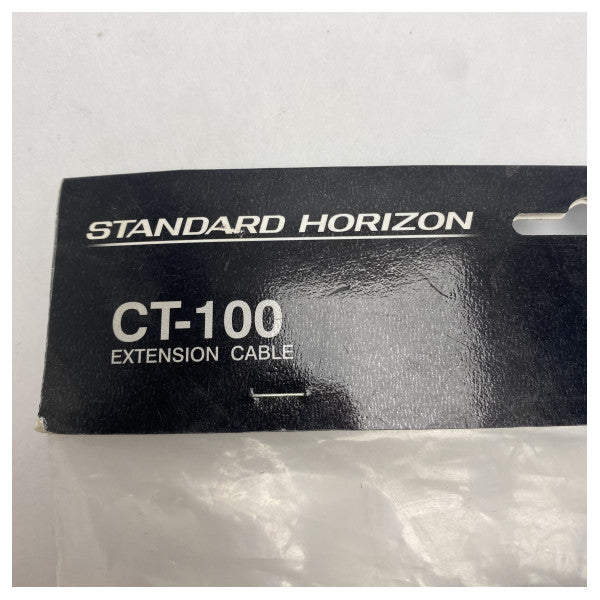 STANDARD HORIZON
CT-100
EXTENSION CABLE